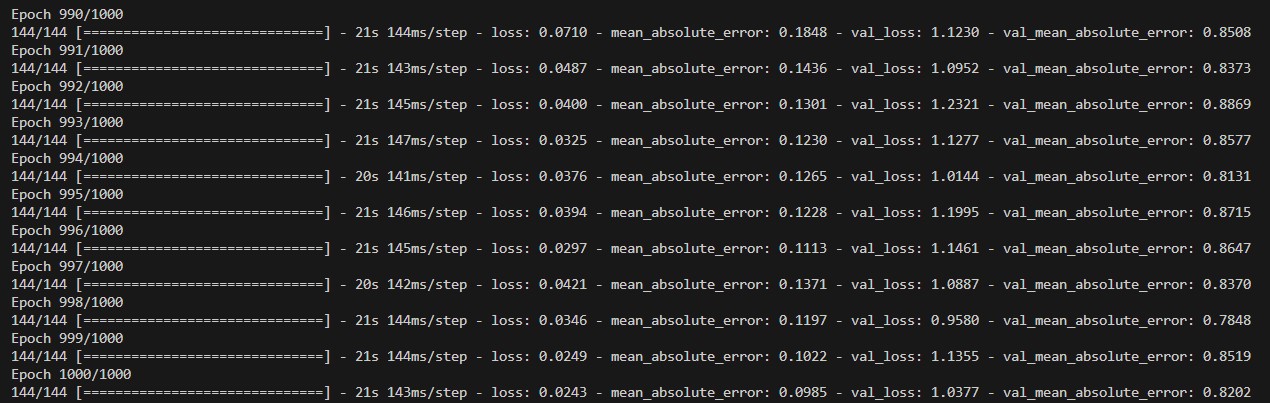 Epoch 990/1000
144/144 [==============================] - 21s 144ms/step - loss: 0.0710 - mean_absolute_error: 0.1848 - val_loss: 1.1230 - val_mean_absolute_error: 0.8508
Epoch 991/1000
144/144 [==============================] - 21s 143ms/step - loss: 0.0487 - mean_absolute_error: 0.1436 - val_loss: 1.0952 - val_mean_absolute_error: 0.8373
Epoch 992/1000
144/144 [==============================] - 21s 145ms/step - loss: 0.0400 - mean_absolute_error: 0.1301 - val_loss: 1.2321 - val_mean_absolute_error: 0.8869
Epoch 993/1000
144/144 [==============================] - 21s 147ms/step - loss: 0.0325 - mean_absolute_error: 0.1230 - val_loss: 1.1277 - val_mean_absolute_error: 0.8577
Epoch 994/1000
144/144 [==============================] - 20s 141ms/step - loss: 0.0376 - mean_absolute_error: 0.1265 - val_loss: 1.0144 - val_mean_absolute_error: 0.8131
Epoch 995/1000
144/144 [==============================] - 21s 146ms/step - loss: 0.0394 - mean_absolute_error: 0.1228 - val_loss: 1.1995 - val_mean_absolute_error: 0.8715
Epoch 996/1000
144/144 [==============================] - 21s 145ms/step - loss: 0.0297 - mean_absolute_error: 0.1113 - val_loss: 1.1461 - val_mean_absolute_error: 0.8647
Epoch 997/1000
144/144 [==============================] - 20s 142ms/step - loss: 0.0421 - mean_absolute_error: 0.1371 - val_loss: 1.0887 - val_mean_absolute_error: 0.8370
Epoch 998/1000
144/144 [==============================] - 21s 144ms/step - loss: 0.0346 - mean_absolute_error: 0.1197 - val_loss: 0.9580 - val_mean_absolute_error: 0.7848
Epoch 999/1000
144/144 [==============================] - 21s 144ms/step - loss: 0.0249 - mean_absolute_error: 0.1022 - val_loss: 1.1355 - val_mean_absolute_error: 0.8519
Epoch 1000/1000
144/144 [==============================] - 21s 143ms/step - loss: 0.0243 - mean_absolute_error: 0.0985 - val_loss: 1.0377 - val_mean_absolute_error: 0.8202